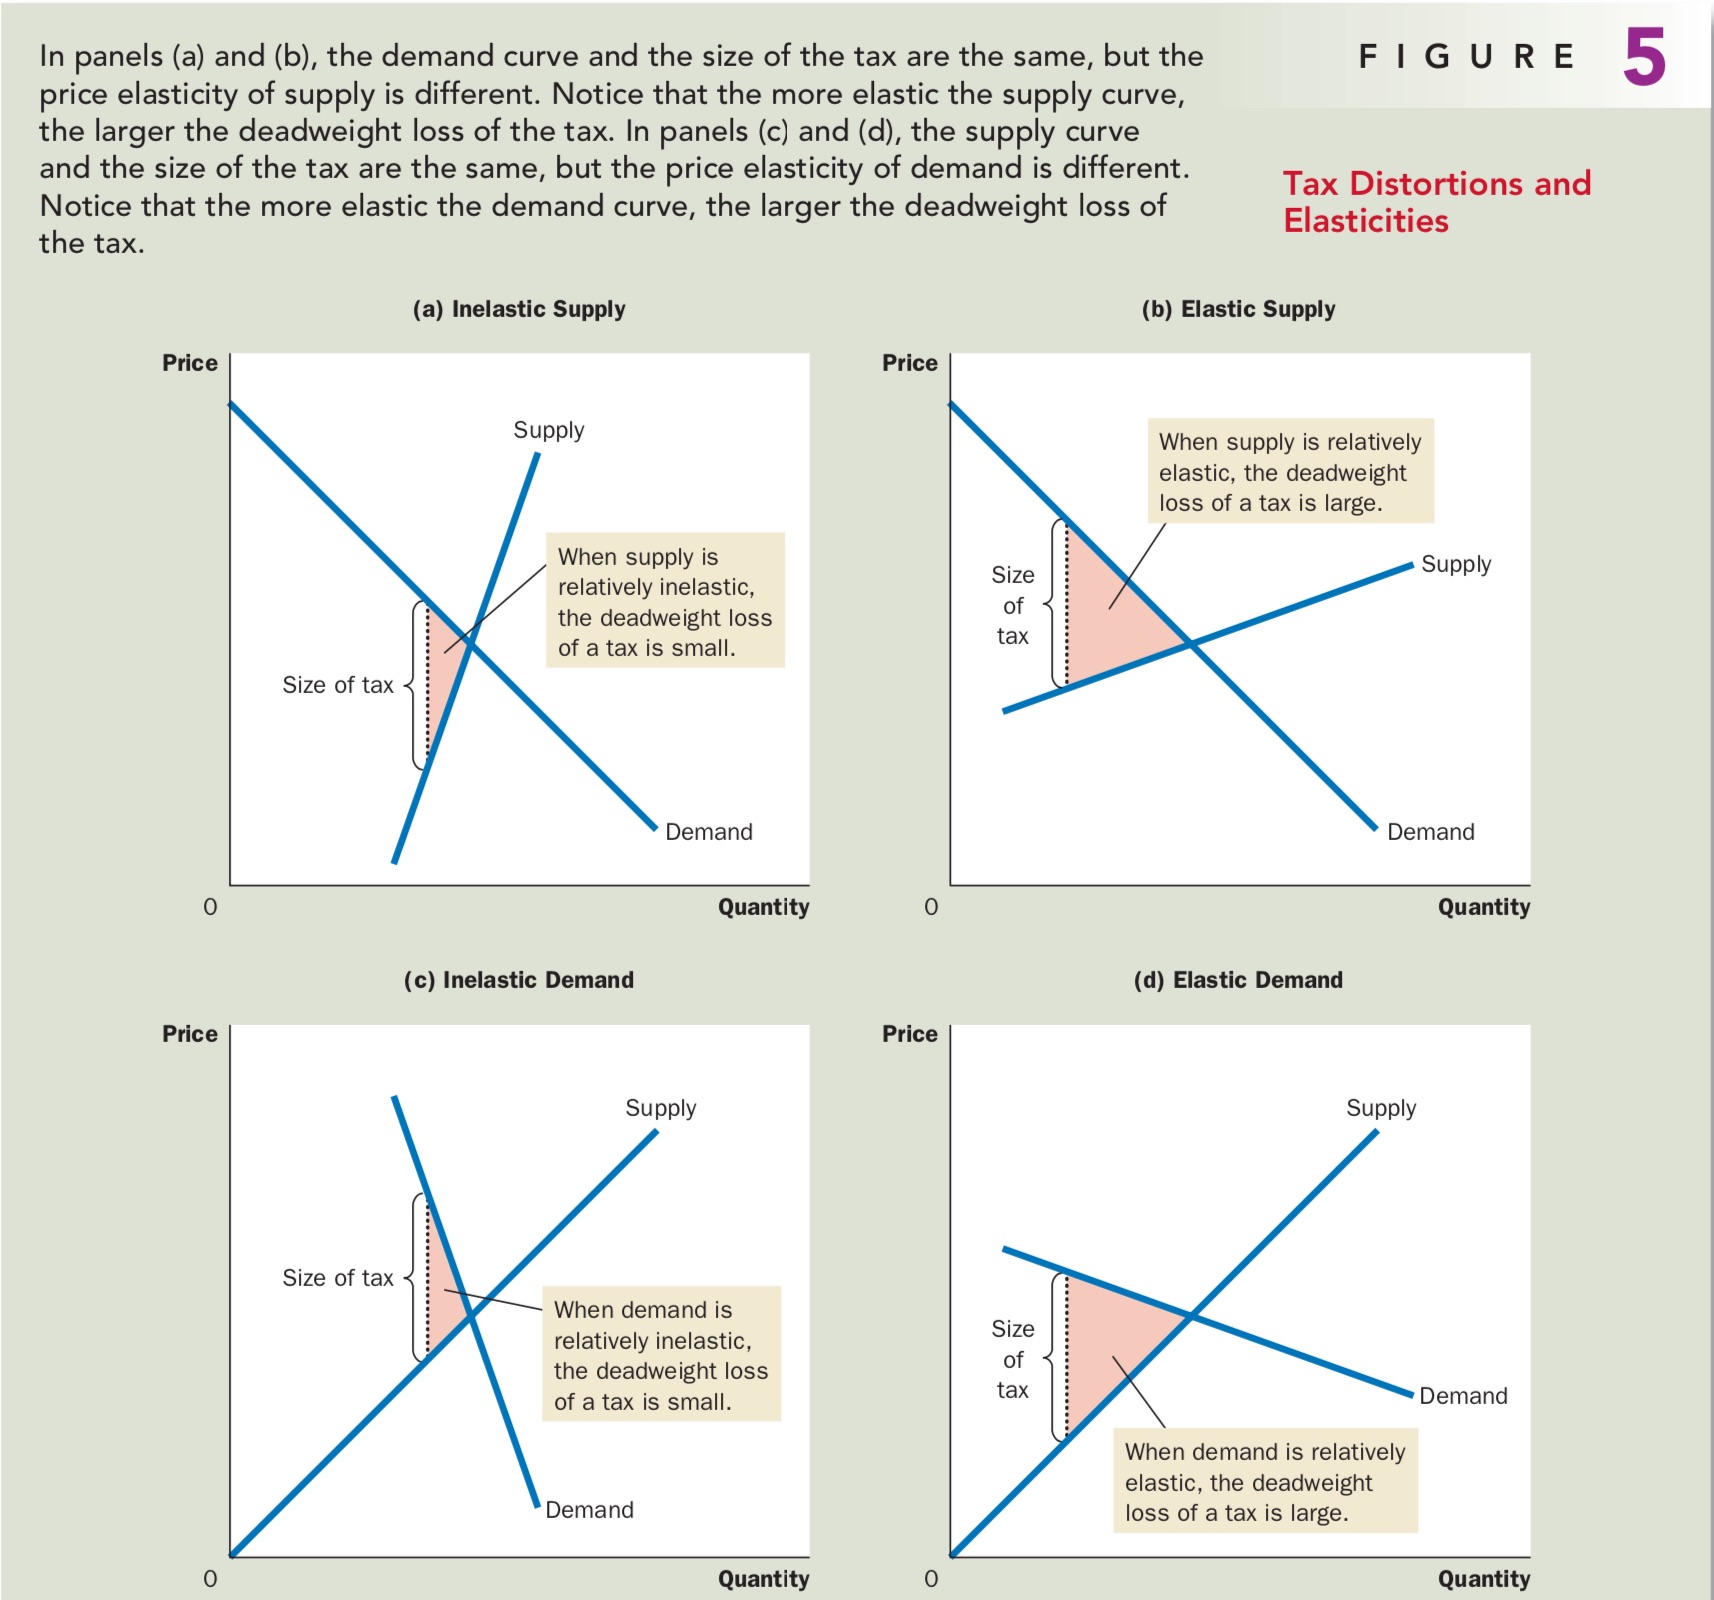 In panels (a) and (b), the demand curve and the size of the tax are the same, but the
price elasticity of supply is different. Notice that the more elastic the supply curve,
the larger the deadweight loss of the tax. In panels (c) and (d), the supply curve
and the size of the tax are the same, but the price elasticity of demand is different.
Notice that the more elastic the demand curve, the larger the deadweight loss of
the tax.
FIGURE 5
Tax Distortions and
Elasticities
(a) Inelastic Supply
Price
Supply
When supply is
relatively inelastic,
the deadweight loss
of a tax is small.
Size of tax
Demand
0
Quantity
(b) Elastic Supply
Price
When supply is relatively
elastic, the deadweight
loss of a tax is large.
Size
of
tax
Supply
Demand
0
Quantity
(c) Inelastic Demand
Price
Supply
Size of tax
When demand is
relatively inelastic,
the deadweight loss
of a tax is small.
Demand
0
Quantity
(d) Elastic Demand
Price
Supply
Size
of
tax
Demand
When demand is relatively
elastic, the deadweight
loss of a tax is large.
0
Quantity